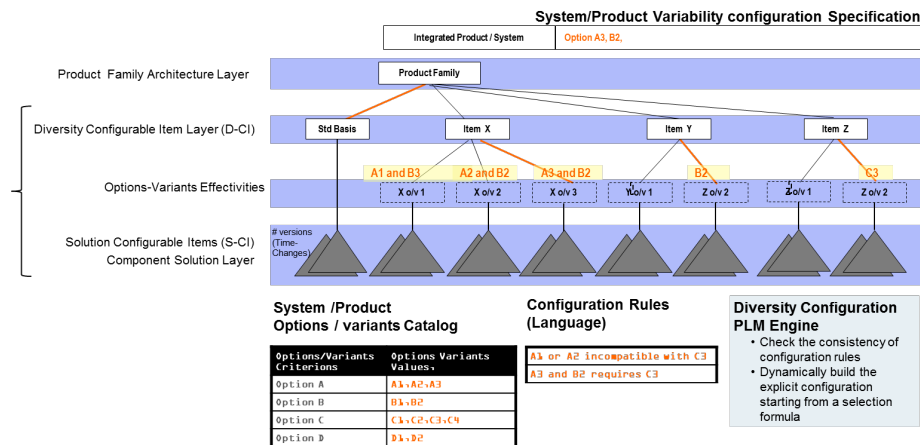 System/Product Variability configuration Specification
Integrated Product / System
Option A3, B2,
Product Family Architecture Layer
Product Family
Diversity Configurable Item Layer (D-CI)
Std Basis
Item X
Item Y
Item Z
A1 and B3
A2 and B2
A3 and B2
B2
C3
Options-Variants Effectivities
X o/v 1
X o/v 2
X o/v 3
Y o/v 1
Z o/v 2
Z o/v 1
Z o/v 2
Solution Configurable Items (S-CI)
Component Solution Layer
# versions
(Time-
Changes)
System /Product
Options / variants Catalog
Options/Variants Criterions
Options Variants Values,
Option A
A1,A2,A3
Option B
B1,B2
Option C
C1,C2,C3,C4
Option D
D1,D2
Configuration Rules
(Language)
A1 or A2 incompatible with C3
A3 and B2 requires C3
Diversity Configuration
PLM Engine
• Check the consistency of
configuration rules
• Dynamically build the
explicit configuration
starting from a selection
formula